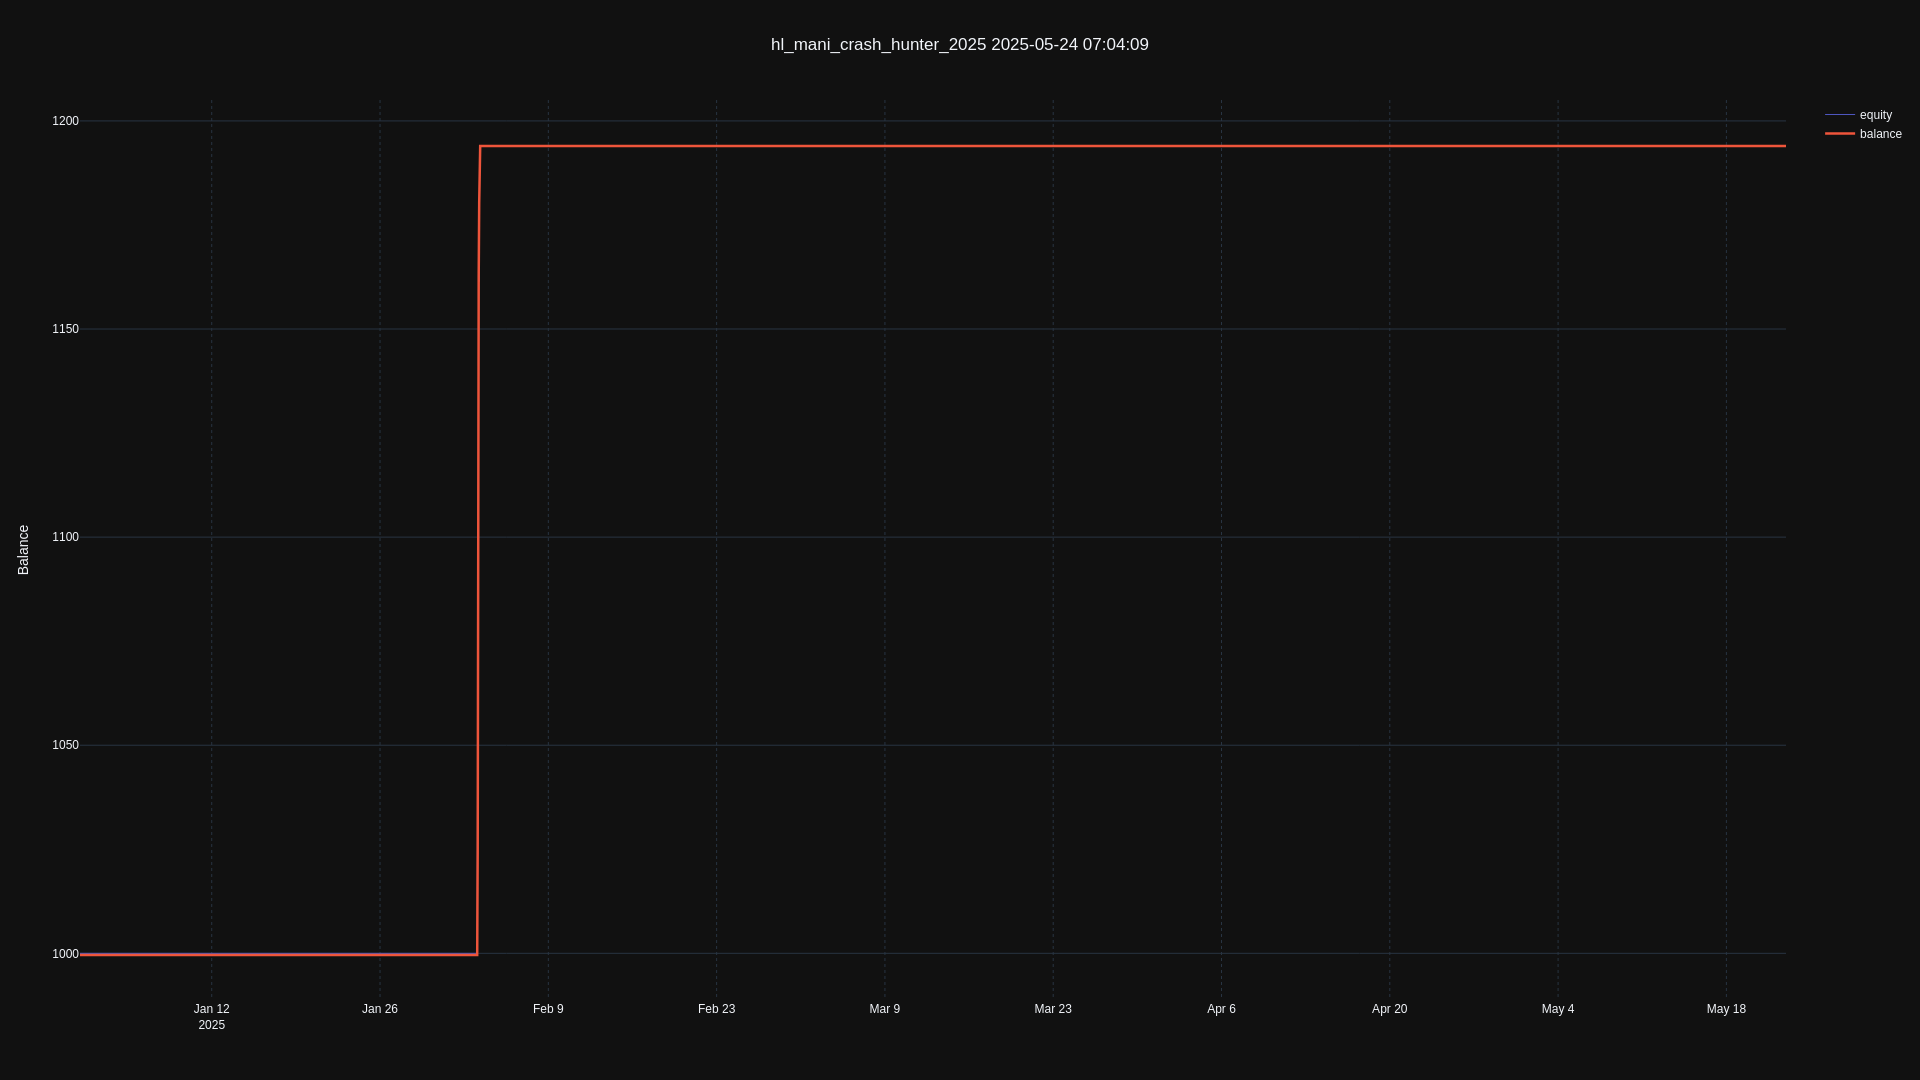 hl_mani_crash_hunter_2025 2025-05-24 07:04:09
equity
balance
Balance
1200
1150
1100
1050
1000
Jan 12
2025
Jan 26
Feb 9
Feb 23
Mar 9
Mar 23
Apr 6
Apr 20
May 4
May 18